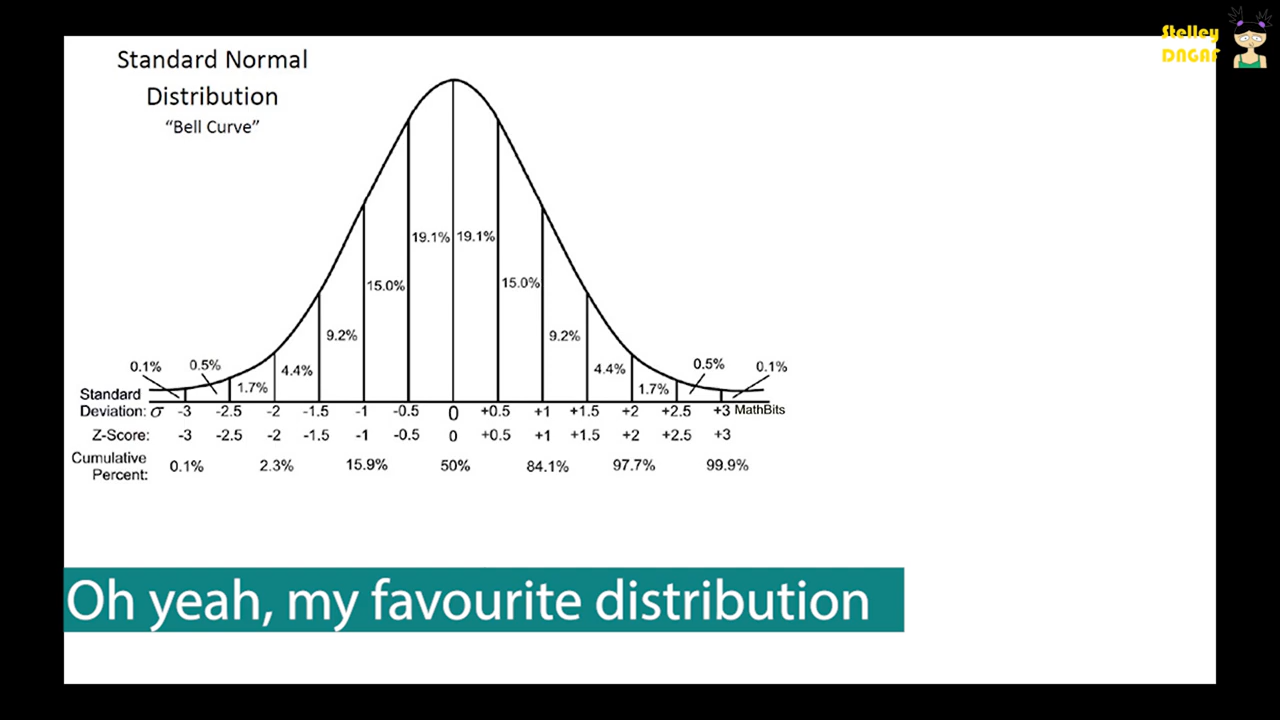 Stelley
DNGAF
Standard Normal
Distribution
“Bell Curve”
19.1% 19.1%
15.0% 15.0%
9.2% 9.2%
0.1% 0.5% 4.4% 4.4% 0.5% 0.1%
1.7% 1.7%
Standard
Deviation: σ -3 -2.5 -2 -1.5 -1 -0.5 0 +0.5 +1 +1.5 +2 +2.5 +3 MathBits
Z-Score: -3 -2.5 -2 -1.5 -1 -0.5 0 +0.5 +1 +1.5 +2 +2.5 +3
Cumulative
Percent: 0.1% 2.3% 15.9% 50% 84.1% 97.7% 99.9%
Oh yeah, my favourite distribution